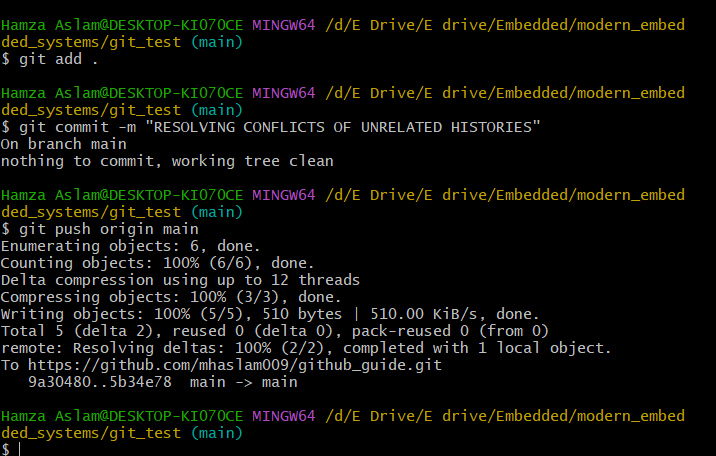 Hamza Aslam@DESKTOP-KI070CE MINGW64 /d/E Drive/E drive/Embedded/modern_embed
ded_systems/git_test (main)
$ git add .
Hamza Aslam@DESKTOP-KI070CE MINGW64 /d/E Drive/E drive/Embedded/modern_embed
ded_systems/git_test (main)
$ git commit -m "RESOLVING CONFLICTS OF UNRELATED HISTORIES"
On branch main
nothing to commit, working tree clean
Hamza Aslam@DESKTOP-KI070CE MINGW64 /d/E Drive/E drive/Embedded/modern_embed
ded_systems/git_test (main)
$ git push origin main
Enumerating objects: 6, done.
Counting objects: 100% (6/6), done.
Delta compression using up to 12 threads
Compressing objects: 100% (3/3), done.
Writing objects: 100% (5/5), 510 bytes | 510.00 KiB/s, done.
Total 5 (delta 2), reused 0 (delta 0), pack-reused 0 (from 0)
remote: Resolving deltas: 100% (2/2), completed with 1 local object.
To https://github.com/mhaslam009/github_guide.git
   9a30480..5b34e78  main -> main
Hamza Aslam@DESKTOP-KI070CE MINGW64 /d/E Drive/E drive/Embedded/modern_embed
ded_systems/git_test (main)
$